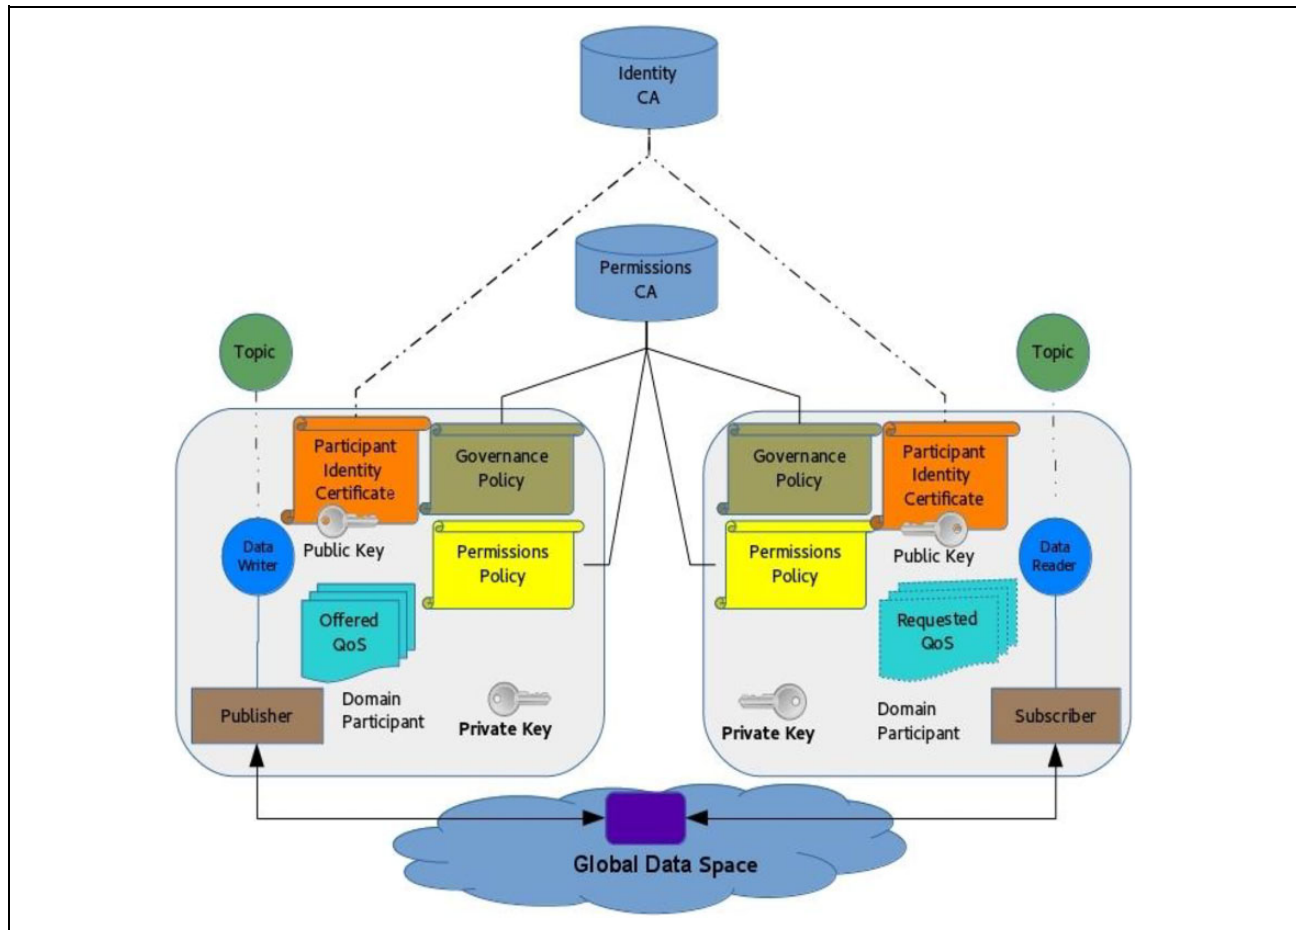 Identity
CA
Permissions
CA
Topic
Topic
Participant
Identity
Certificate
Governance
Policy
Governance
Policy
Participant
Identity
Certificate
Public Key
Data
Writer
Permissions
Policy
Permissions
Policy
Public Key
Data
Reader
Offered
QoS
Requested
QoS
Publisher
Domain
Participant
Private Key
Private Key
Domain
Participant
Subscriber
Global Data Space